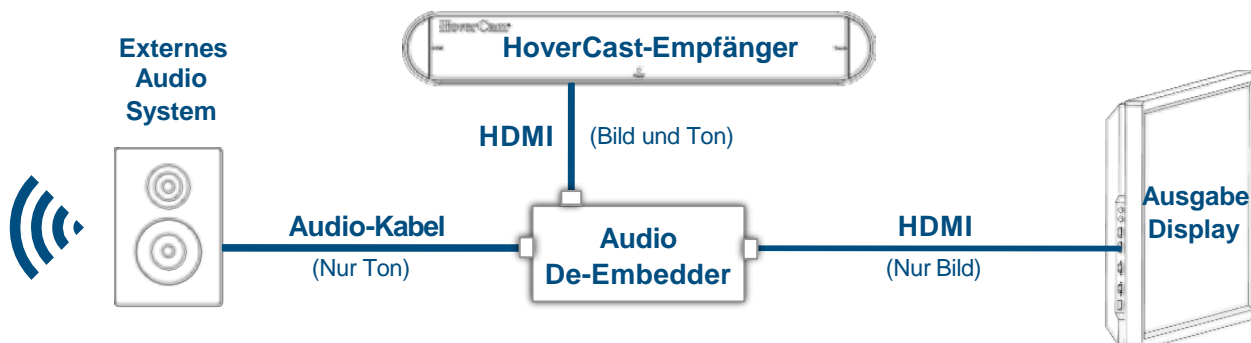 HoverCam
HoverCast-Empfänger
Externes
Audio
System
HDMI (Bild und Ton)
Audio-Kabel
(Nur Ton)
Audio
De-Embedder
HDMI
(Nur Bild)
Ausgabe
Display